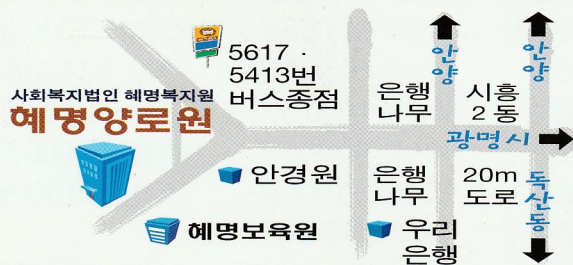 5617 ·
5413번
버스종점
사회복지법인 혜명복지원
혜명양로원
은행
나무
안양
시흥
2동
안양
광명시
안경원
은행
나무
20m
도로
독산동
혜명보육원
우리
은행